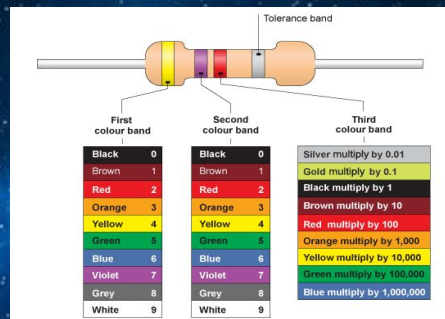 Tolerance band
First
colour band
Second
colour band
Third
colour band
Black 0
Brown 1
Red 2
Orange 3
Yellow 4
Green 5
Blue 6
Violet 7
Grey 8
White 9
Black 0
Brown 1
Red 2
Orange 3
Yellow 4
Green 5
Blue 6
Violet 7
Grey 8
White 9
Silver multiply by 0.01
Gold multiply by 0.1
Black multiply by 1
Brown multiply by 10
Red multiply by 100
Orange multiply by 1,000
Yellow multiply by 10,000
Green multiply by 100,000
Blue multiply by 1,000,000